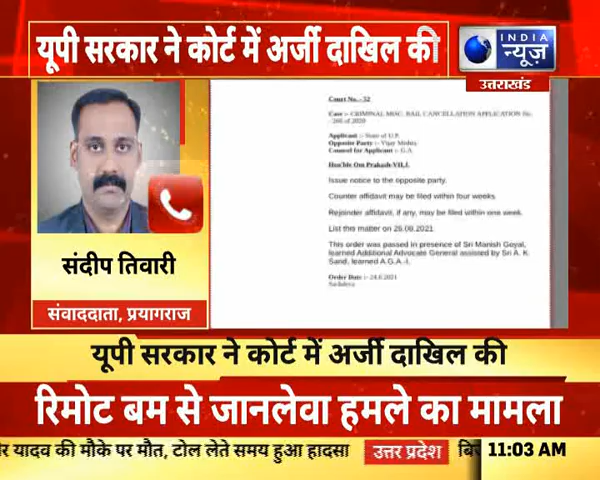 यूपी सरकार ने कोर्ट में अर्जी दाखिल की
INDIA
न्यूज़
उत्तराखंड
Court No. - 52
Case :- CRIMINAL MISC. BAIL CANCELLATION APPLICATION No.
of 2020
Applicant :- State of U.P.
Opposite Party :- Vijay Mishra
Counsel for Applicant :- G.A.
Hon'ble Om Prakash-VII,J.
Issue notice to the opposite party.
Counter affidavit may be filed within four weeks.
Rejoinder affidavit, if any, may be filed within one week.
List this matter on 26.08.2021.
This order was passed in presence of Sri Manish Goyal,
learned Additional Advocate General assisted by Sri A. K.
Sand, learned A.G.A.-I.
Order Date :- 24.6.2021
संदीप तिवारी
संवाददाता, प्रयागराज
यूपी सरकार ने कोर्ट में अर्जी दाखिल की
रिमोट बम से जानलेवा हमले का मामला
र यादव की मौके पर मौत, टोल लेते समय हुआ हादसा उत्तर प्रदेश 11:03 AM